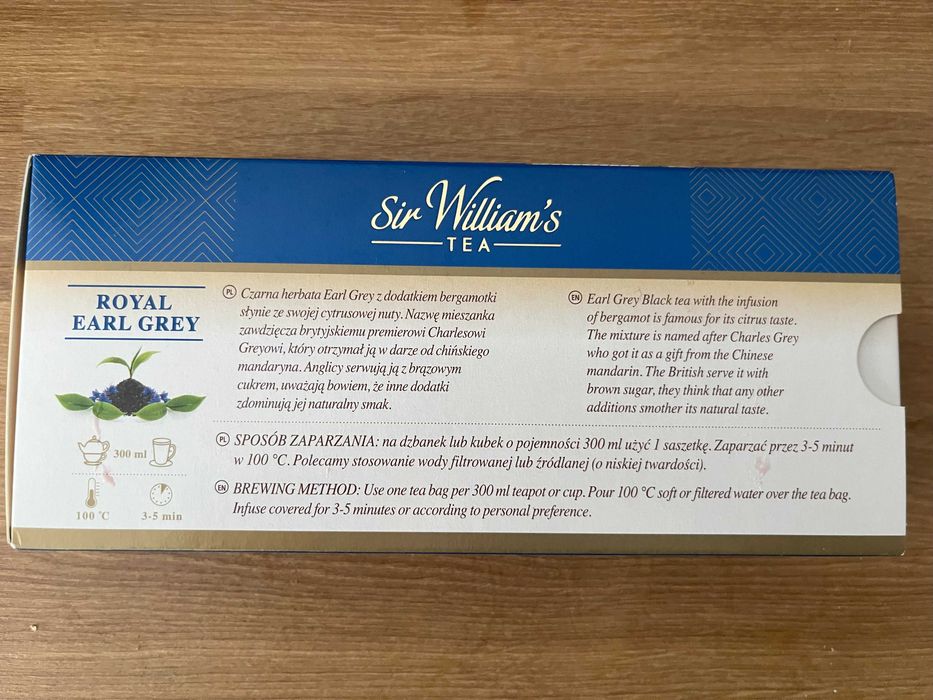 Sir William's
TEA
ROYAL
EARL GREY
300 ml
100 °C
3-5 min
PL Czarna herbata Earl Grey z dodatkiem bergamotki
słynie ze swojej cytrusowej nuty. Nazwę mieszanka
zawdzięcza brytyjskiemu premierowi Charlesowi
Greyowi, który otrzymał ją w darze od chińskiego
mandaryna. Anglicy serwują ją z brązowym
cukrem, uważają bowiem, że inne dodatki
zdominują jej naturalny smak.
EN Earl Grey Black tea with the infusion
of bergamot is famous for its citrus taste.
The mixture is named after Charles Grey
who got it as a gift from the Chinese
mandarin. The British serve it with
brown sugar, they think that any other
additions smother its natural taste.
PL SPOSÓB ZAPARZANIA: na dzbanek lub kubek o pojemności 300 ml użyć 1 saszetkę. Zaparzać przez 3-5 minut
w 100 °C. Polecamy stosowanie wody filtrowanej lub źródlanej (o niskiej twardości).
EN BREWING METHOD: Use one tea bag per 300 ml teapot or cup. Pour 100 °C soft or filtered water over the tea bag.
Infuse covered for 3-5 minutes or according to personal preference.